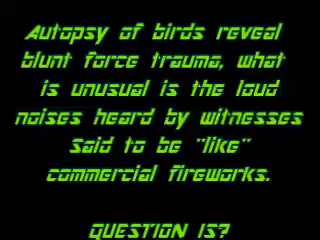 Autopsy of birds reveal
blunt force trauma, what
is unusual is the loud
noises heard by witnesses
Said to be "like"
commercial fireworks.
QUESTION IS?